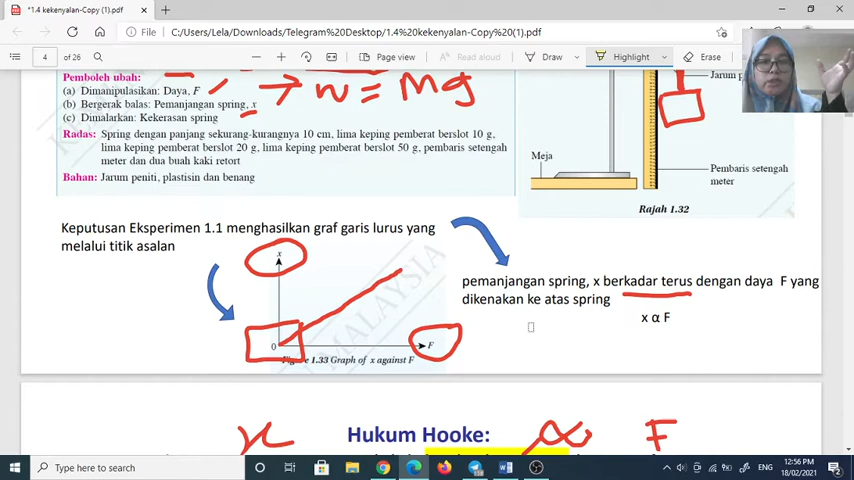 *1.4 kekenyalan-Copy (1).pdf
File
C:/Users/Lela/Downloads/Telegram%20Desktop/1.4%20kekenyalan-Copy%20(1).pdf
4 of 26
Page view
Read aloud
Highlight
Erase
Pemboleh ubah:
(a) Dimanipulasikan: Daya, F
(b) Bergerak balas: Pemanjangan spring, x
(c) Dimalarkan: Kekerasan spring
W = Mg
Radas: Spring dengan panjang sekurang-kurangnya 10 cm, lima keping pemberat berslot 10 g,
lima keping pemberat berslot 20 g, lima keping pemberat berslot 50 g, pembaris setengah
meter dan dua buah kaki retort
Bahan: Jarum peniti, plastisin dan benang
Jarum p
Meja
Pembaris setengah
meter
Rajah 1.32
Keputusan Eksperimen 1.1 menghasilkan graf garis lurus yang
melalui titik asalan
x
0
F
Figure 1.33 Graph of x against F
pemanjangan spring, x berkadar terus dengan daya F yang
dikenakan ke atas spring
x α F
x α F
Hukum Hooke:
Type here to search
ENG
12:56 PM
18/02/2021
2